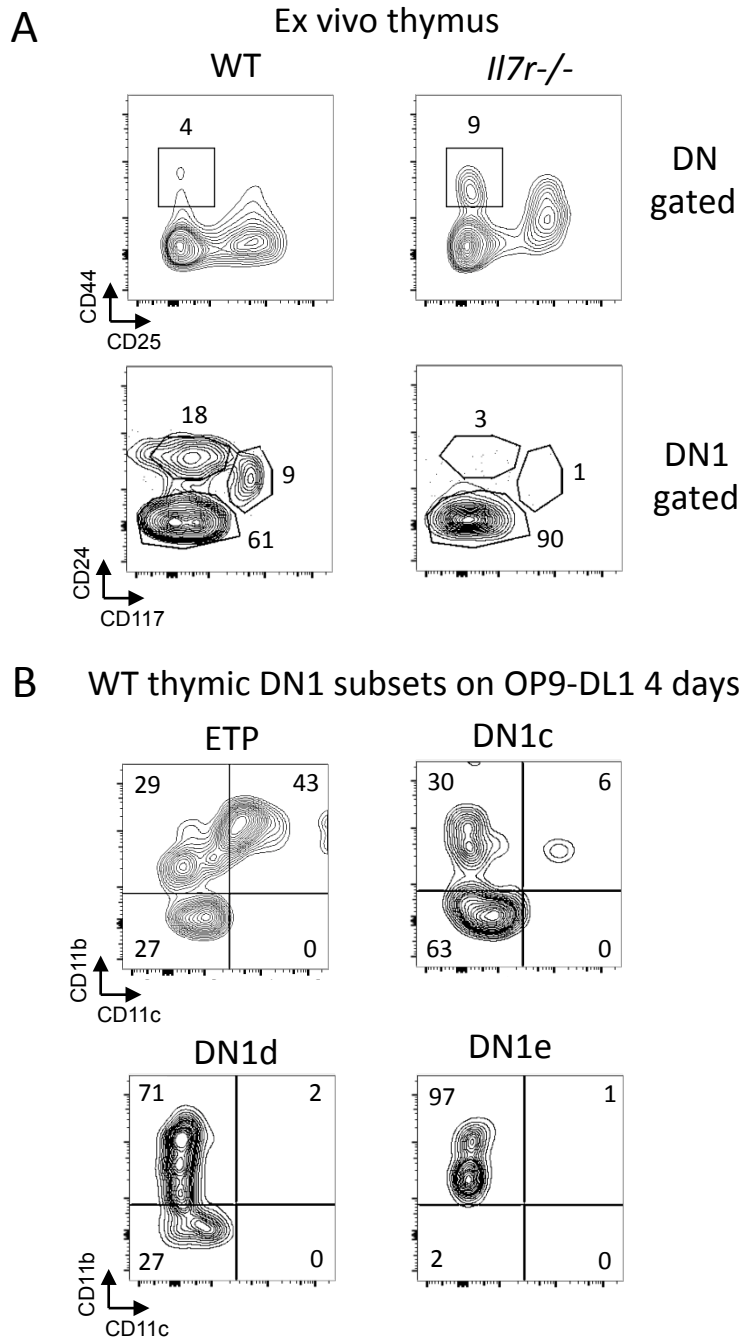 A
Ex vivo thymus
WT
Il7r-/-
4
9
DN
gated
CD44
CD25
18
9
61
3
1
90
DN1
gated
CD24
CD117
B
WT thymic DN1 subsets on OP9-DL1 4 days
ETP
DN1c
29
43
27
0
30
6
63
0
CD11b
CD11c
DN1d
DN1e
71
2
27
0
97
1
2
0
CD11b
CD11c